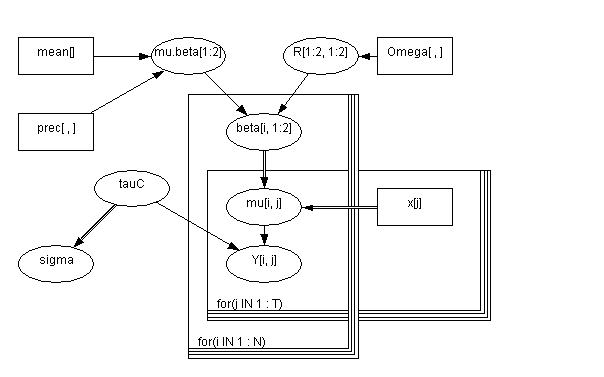 mean[]
mu.beta[1:2]
R[1:2, 1:2]
Omega[ , ]
prec[ , ]
beta[i, 1:2]
tauC
mu[i, j]
x[j]
sigma
Y[i, j]
for(j IN 1 : T)
for(i IN 1 : N)